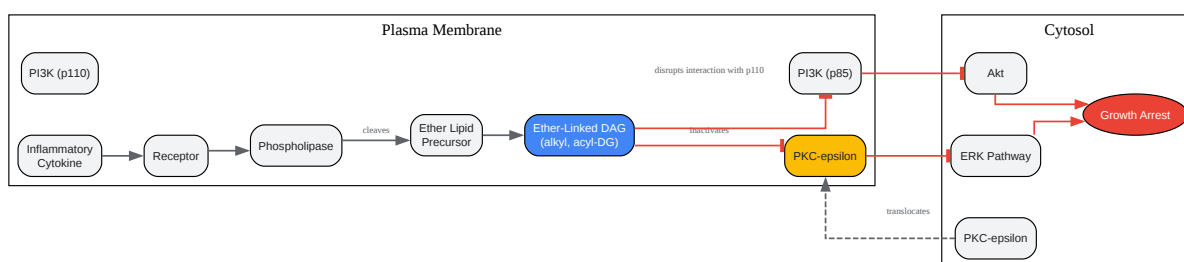 Plasma Membrane
Cytosol
PI3K (p110)
disrupts interaction with p110
PI3K (p85)
Akt
Growth Arrest
Inflammatory
Cytokine
Receptor
Phospholipase
cleaves
Ether Lipid
Precursor
Ether-Linked DAG
(alkyl, acyl-DG)
inactivates
PKC-epsilon
ERK Pathway
translocates
PKC-epsilon